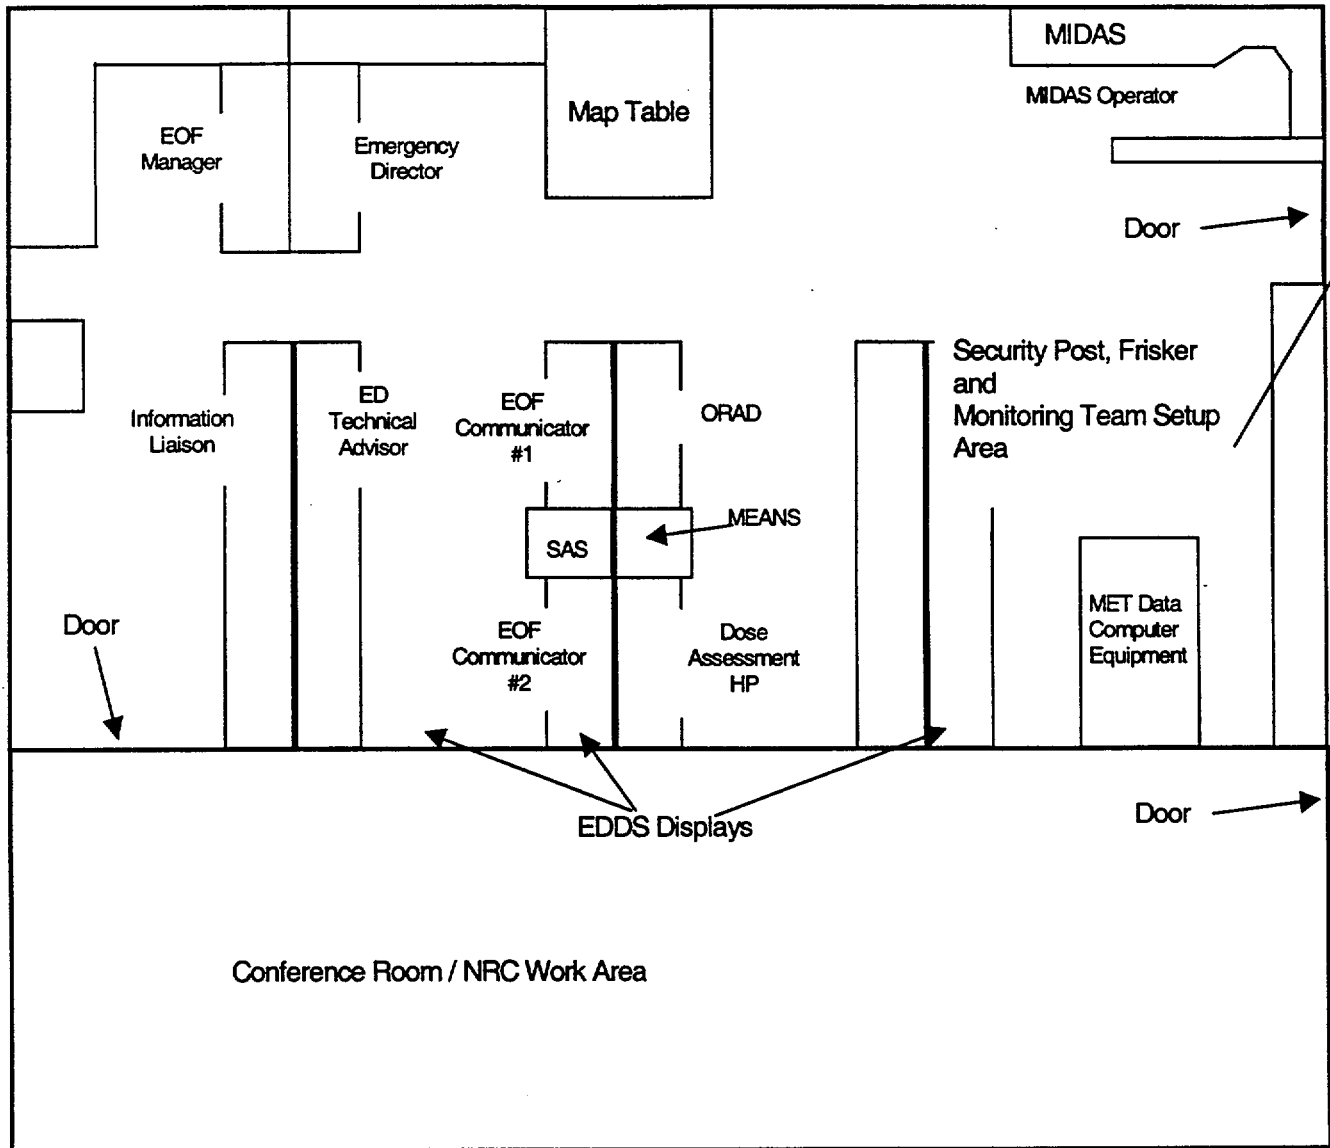 MIDAS
MIDAS Operator
Map Table
EOF
Manager
Emergency
Director
Door
Security Post, Frisker
and
Monitoring Team Setup
Area
Information
Liaison
ED
Technical
Advisor
EOF
Communicator
#1
ORAD
MEANS
SAS
MET Data
Computer
Equipment
Door
EOF
Communicator
#2
Dose
Assessment
HP
EDDS Displays
Door
Conference Room / NRC Work Area